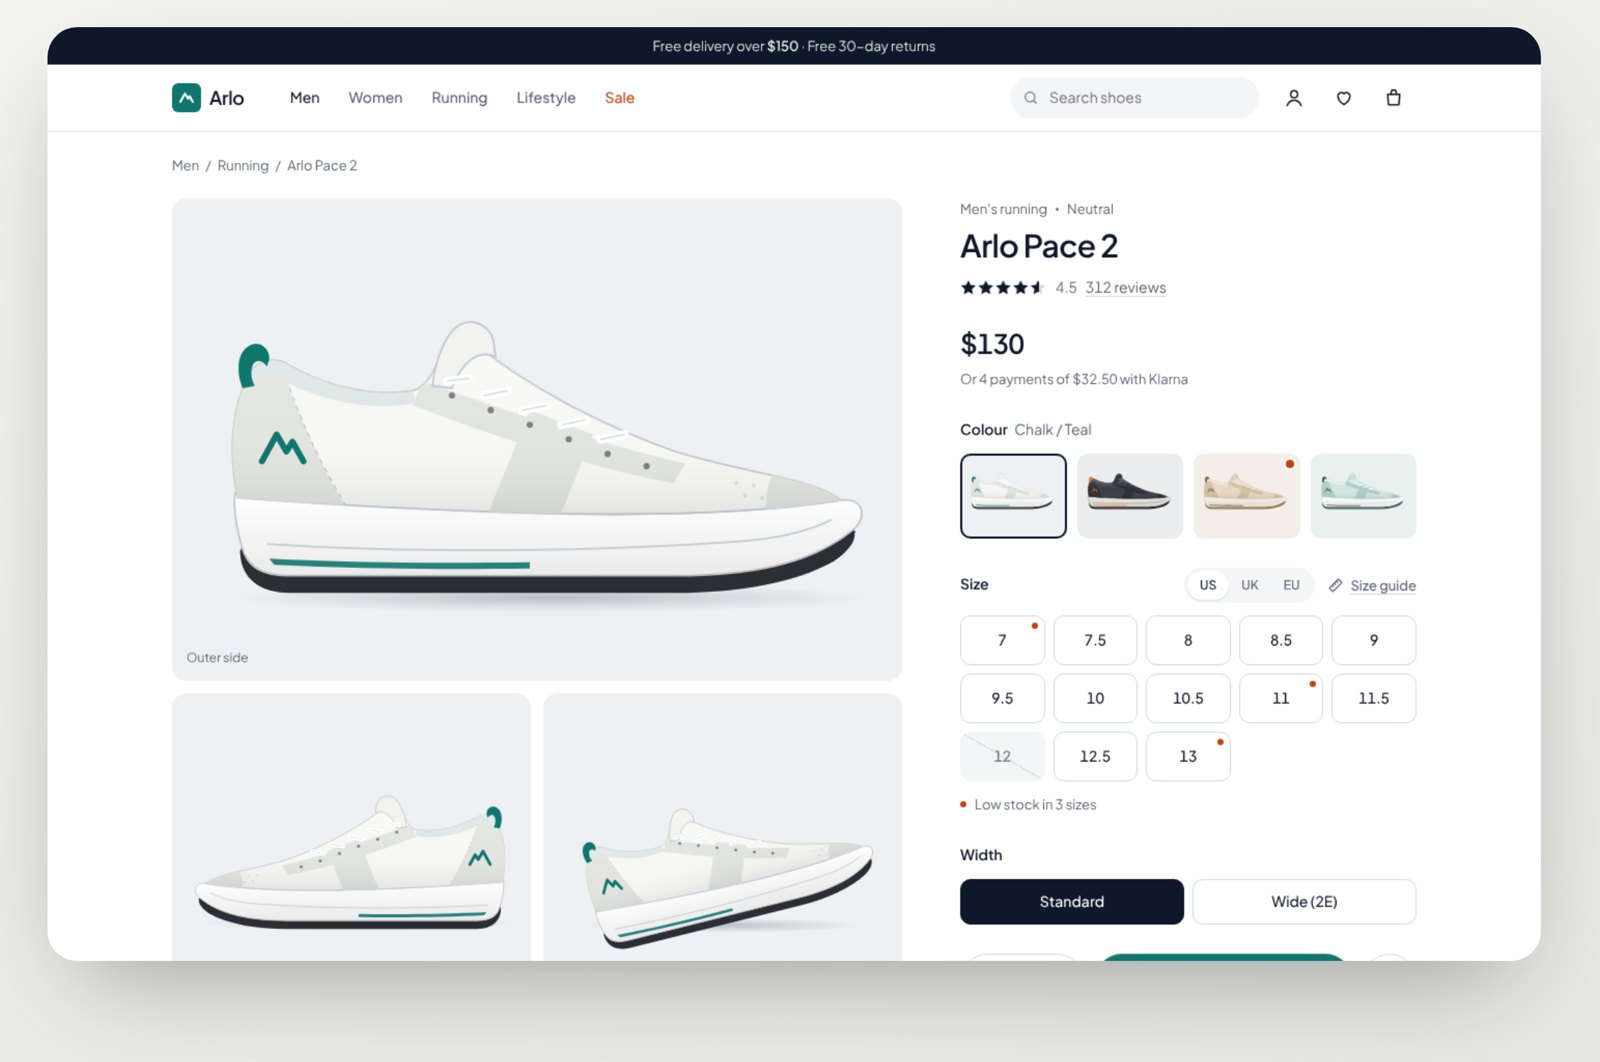 Free delivery over $150 · Free 30-day returns
Arlo Men Women Running Lifestyle Sale Search shoes
Men / Running / Arlo Pace 2
Outer side
Men's running • Neutral
Arlo Pace 2
4.5 312 reviews
$130
Or 4 payments of $32.50 with Klarna
Colour Chalk / Teal
Size US UK EU Size guide
7 7.5 8 8.5 9
9.5 10 10.5 11 11.5
12 12.5 13
Low stock in 3 sizes
Width
Standard Wide (2E)